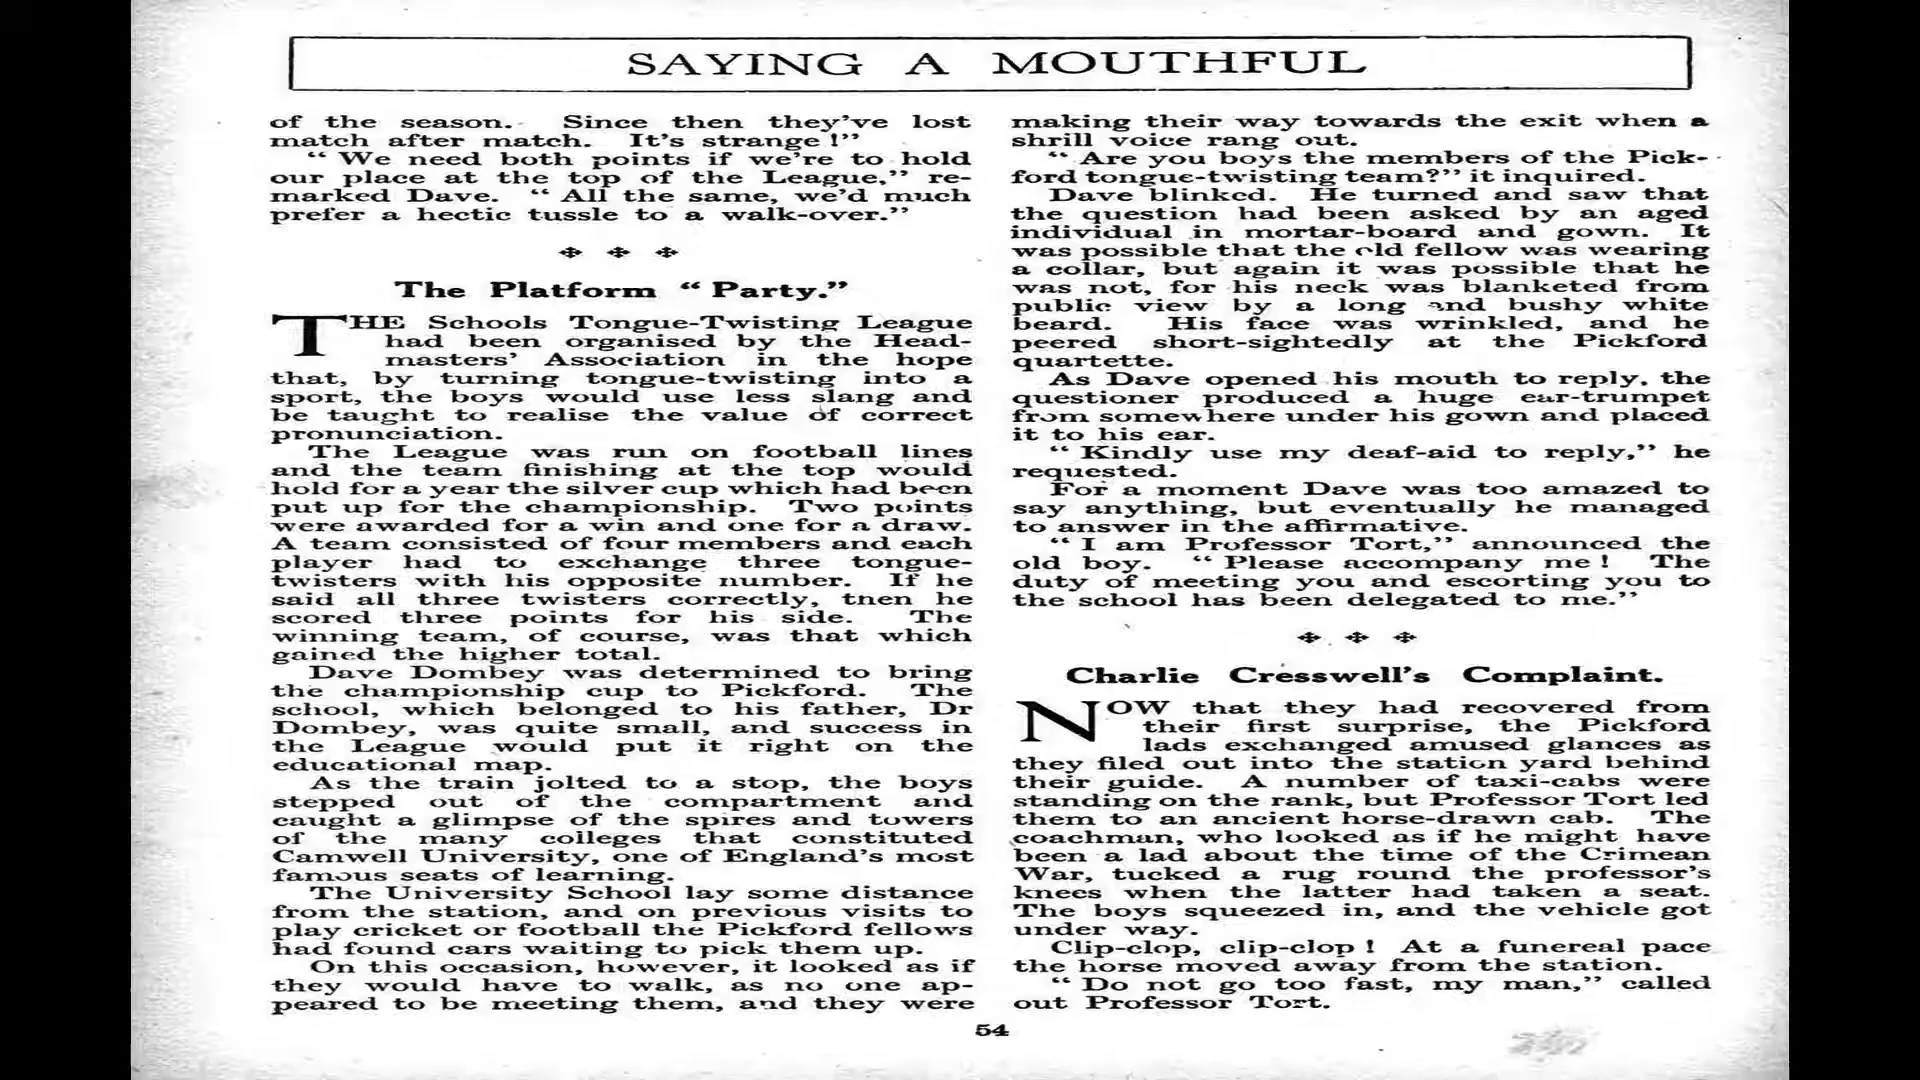 SAYING A MOUTHFUL
of the season. Since then they've lost
match after match. It's strange!"
"We need both points if we're to hold
our place at the top of the League," re-
marked Dave. "All the same, we'd much
prefer a hectic tussle to a walk-over."
The Platform "Party."
THE Schools Tongue-Twisting League
had been organised by the Head-
masters' Association in the hope
that, by turning tongue-twisting into a
sport, the boys would use less slang and
be taught to realise the value of correct
pronunciation.
The League was run on football lines
and the team finishing at the top would
hold for a year the silver cup which had been
put up for the championship. Two points
were awarded for a win and one for a draw.
A team consisted of four members and each
player had to exchange three tongue-
twisters with his opposite number. If he
said all three twisters correctly, tnen he
scored three points for his side. The
winning team, of course, was that which
gained the higher total.
Dave Dombey was determined to bring
the championship cup to Pickford. The
school, which belonged to his father, Dr
Dombey, was quite small, and success in
the League would put it right on the
educational map.
As the train jolted to a stop, the boys
stepped out of the compartment and
caught a glimpse of the spires and towers
of the many colleges that constituted
Camwell University, one of England's most
famous seats of learning.
The University School lay some distance
from the station, and on previous visits to
play cricket or football the Pickford fellows
had found cars waiting to pick them up.
On this occasion, however, it looked as if
they would have to walk, as no one ap-
peared to be meeting them, and they were
making their way towards the exit when a
shrill voice rang out.
"Are you boys the members of the Pick-
ford tongue-twisting team?" it inquired.
Dave blinked. He turned and saw that
the question had been asked by an aged
individual in mortar-board and gown. It
was possible that the old fellow was wearing
a collar, but again it was possible that he
was not, for his neck was blanketed from
public view by a long and bushy white
beard. His face was wrinkled, and he
peered short-sightedly at the Pickford
quartette.
As Dave opened his mouth to reply, the
questioner produced a huge ear-trumpet
from somewhere under his gown and placed
it to his ear.
"Kindly use my deaf-aid to reply," he
requested.
For a moment Dave was too amazed to
say anything, but eventually he managed
to answer in the affirmative.
"I am Professor Tort," announced the
old boy. "Please accompany me! The
duty of meeting you and escorting you to
the school has been delegated to me."
Charlie Cresswell's Complaint.
NOW that they had recovered from
their first surprise, the Pickford
lads exchanged amused glances as
they filed out into the station yard behind
their guide. A number of taxi-cabs were
standing on the rank, but Professor Tort led
them to an ancient horse-drawn cab. The
coachman, who looked as if he might have
been a lad about the time of the Crimean
War, tucked a rug round the professor's
knees when the latter had taken a seat.
The boys squeezed in, and the vehicle got
under way.
Clip-clop, clip-clop! At a funereal pace
the horse moved away from the station.
"Do not go too fast, my man," called
out Professor Tort.
54